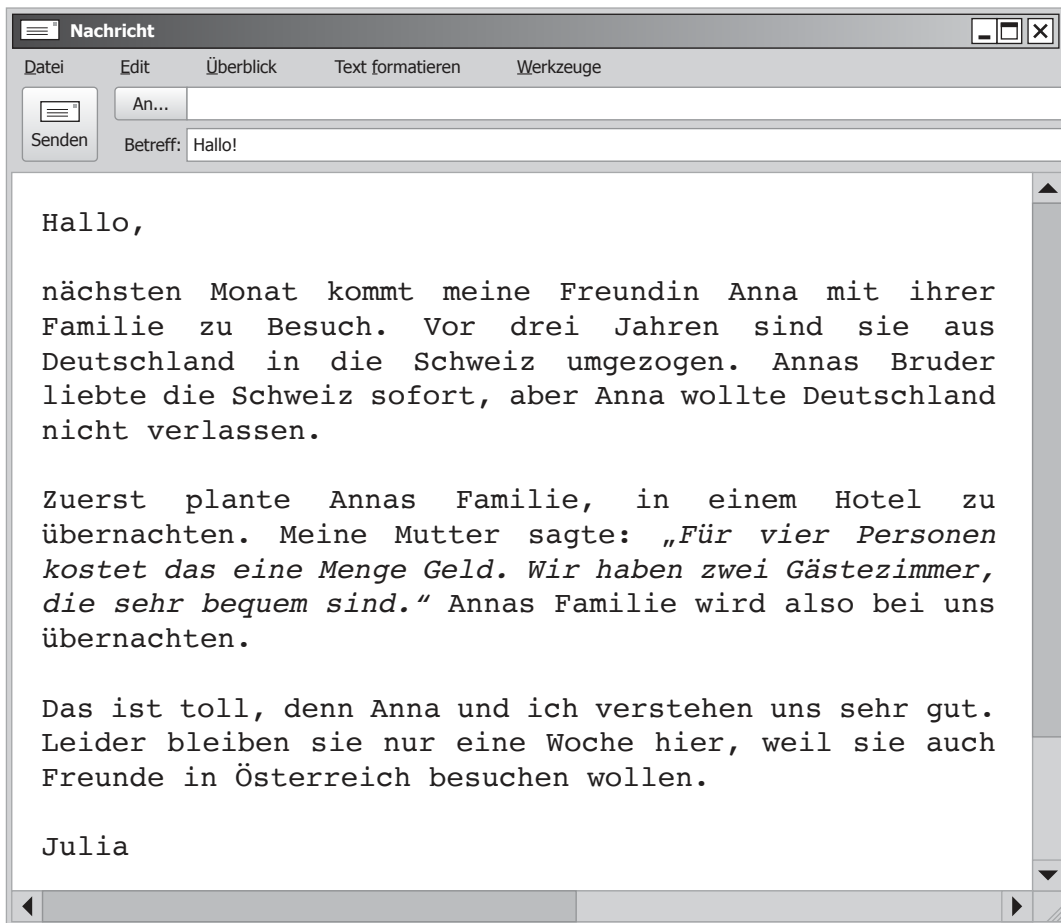 Nachricht
Datei Edit Überblick Text formatieren Werkzeuge
An...
Senden
Betreff: Hallo!
Hallo,
nächsten Monat kommt meine Freundin Anna mit ihrer
Familie zu Besuch. Vor drei Jahren sind sie aus
Deutschland in die Schweiz umgezogen. Annas Bruder
liebte die Schweiz sofort, aber Anna wollte Deutschland
nicht verlassen.
Zuerst plante Annas Familie, in einem Hotel zu
übernachten. Meine Mutter sagte: „Für vier Personen
kostet das eine Menge Geld. Wir haben zwei Gästezimmer,
die sehr bequem sind.“ Annas Familie wird also bei uns
übernachten.
Das ist toll, denn Anna und ich verstehen uns sehr gut.
Leider bleiben sie nur eine Woche hier, weil sie auch
Freunde in Österreich besuchen wollen.
Julia